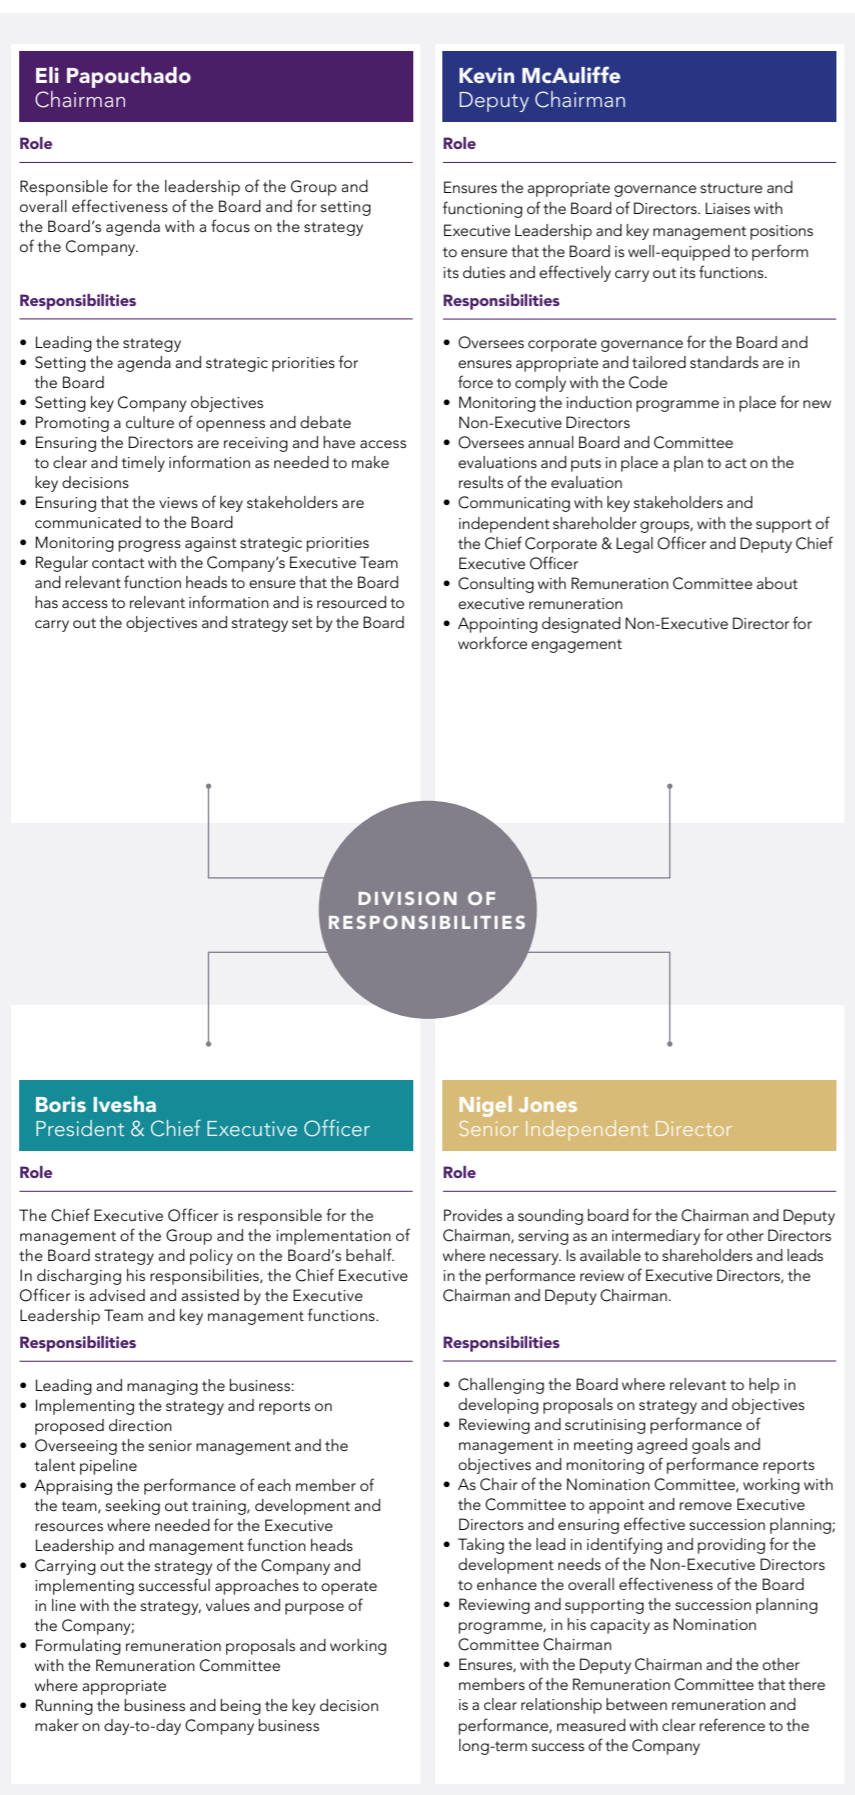 Eli Papouchado
Chairman
Role
Responsible for the leadership of the Group and
overall effectiveness of the Board and for setting
the Board's agenda with a focus on the strategy
of the Company.
Responsibilities
• Leading the strategy
• Setting the agenda and strategic priorities for
the Board
• Setting key Company objectives
• Promoting a culture of openness and debate
• Ensuring the Directors are receiving and have access
to clear and timely information as needed to make
key decisions
• Ensuring that the views of key stakeholders are
communicated to the Board
• Monitoring progress against strategic priorities
• Regular contact with the Company's Executive Team
and relevant function heads to ensure that the Board
has access to relevant information and is resourced to
carry out the objectives and strategy set by the Board
Kevin McAuliffe
Deputy Chairman
Role
Ensures the appropriate governance structure and
functioning of the Board of Directors. Liaises with
Executive Leadership and key management positions
to ensure that the Board is well-equipped to perform
its duties and effectively carry out its functions.
Responsibilities
• Oversees corporate governance for the Board and
ensures appropriate and tailored standards are in
force to comply with the Code
• Monitoring the induction programme in place for new
Non-Executive Directors
• Oversees annual Board and Committee
evaluations and puts in place a plan to act on the
results of the evaluation
• Communicating with key stakeholders and
independent shareholder groups, with the support of
the Chief Corporate & Legal Officer and Deputy Chief
Executive Officer
• Consulting with Remuneration Committee about
executive remuneration
• Appointing designated Non-Executive Director for
workforce engagement
DIVISION OF
RESPONSIBILITIES
Boris Ivesha
President & Chief Executive Officer
Role
The Chief Executive Officer is responsible for the
management of the Group and the implementation of
the Board strategy and policy on the Board's behalf.
In discharging his responsibilities, the Chief Executive
Officer is advised and assisted by the Executive
Leadership Team and key management functions.
Responsibilities
• Leading and managing the business:
• Implementing the strategy and reports on
proposed direction
• Overseeing the senior management and the
talent pipeline
• Appraising the performance of each member of
the team, seeking out training, development and
resources where needed for the Executive
Leadership and management function heads
• Carrying out the strategy of the Company and
implementing successful approaches to operate
in line with the strategy, values and purpose of
the Company;
• Formulating remuneration proposals and working
with the Remuneration Committee
where appropriate
• Running the business and being the key decision
maker on day-to-day Company business
Nigel Jones
Senior Independent Director
Role
Provides a sounding board for the Chairman and Deputy
Chairman, serving as an intermediary for other Directors
where necessary. Is available to shareholders and leads
in the performance review of Executive Directors, the
Chairman and Deputy Chairman.
Responsibilities
• Challenging the Board where relevant to help in
developing proposals on strategy and objectives
• Reviewing and scrutinising performance of
management in meeting agreed goals and
objectives and monitoring of performance reports
• As Chair of the Nomination Committee, working with
the Committee to appoint and remove Executive
Directors and ensuring effective succession planning;
• Taking the lead in identifying and providing for the
development needs of the Non-Executive Directors
to enhance the overall effectiveness of the Board
• Reviewing and supporting the succession planning
programme, in his capacity as Nomination
Committee Chairman
• Ensures, with the Deputy Chairman and the other
members of the Remuneration Committee that there
is a clear relationship between remuneration and
performance, measured with clear reference to the
long-term success of the Company